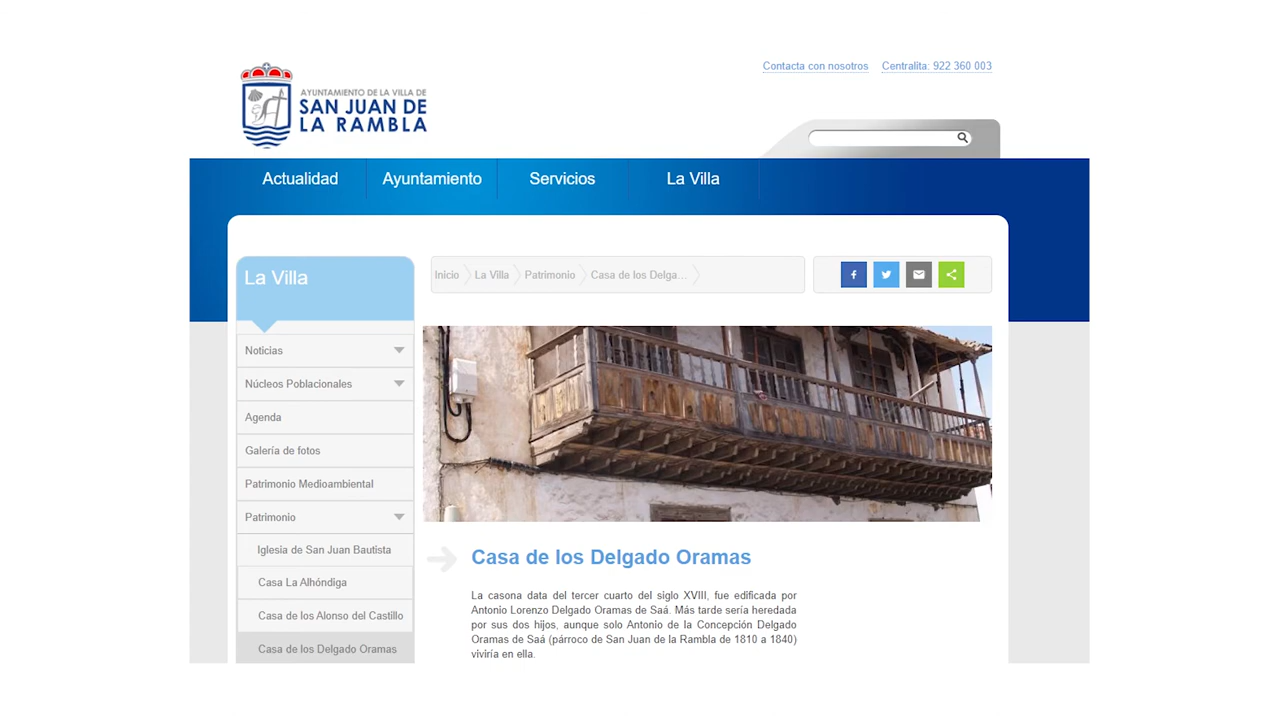 Contacta con nosotros Centralita: 922 360 003
AYUNTAMIENTO DE LA VILLA DE
SAN JUAN DE
LA RAMBLA
Actualidad Ayuntamiento Servicios La Villa
La Villa
Inicio La Villa Patrimonio Casa de los Delga...
Noticias
Núcleos Poblacionales
Agenda
Galería de fotos
Patrimonio Medioambiental
Patrimonio
Iglesia de San Juan Bautista
Casa La Alhóndiga
Casa de los Alonso del Castillo
Casa de los Delgado Oramas
Casa de los Delgado Oramas
La casona data del tercer cuarto del siglo XVIII, fue edificada por
Antonio Lorenzo Delgado Oramas de Saá. Más tarde sería heredada
por sus dos hijos, aunque solo Antonio de la Concepción Delgado
Oramas de Saá (párroco de San Juan de la Rambla de 1810 a 1840)
viviría en ella.